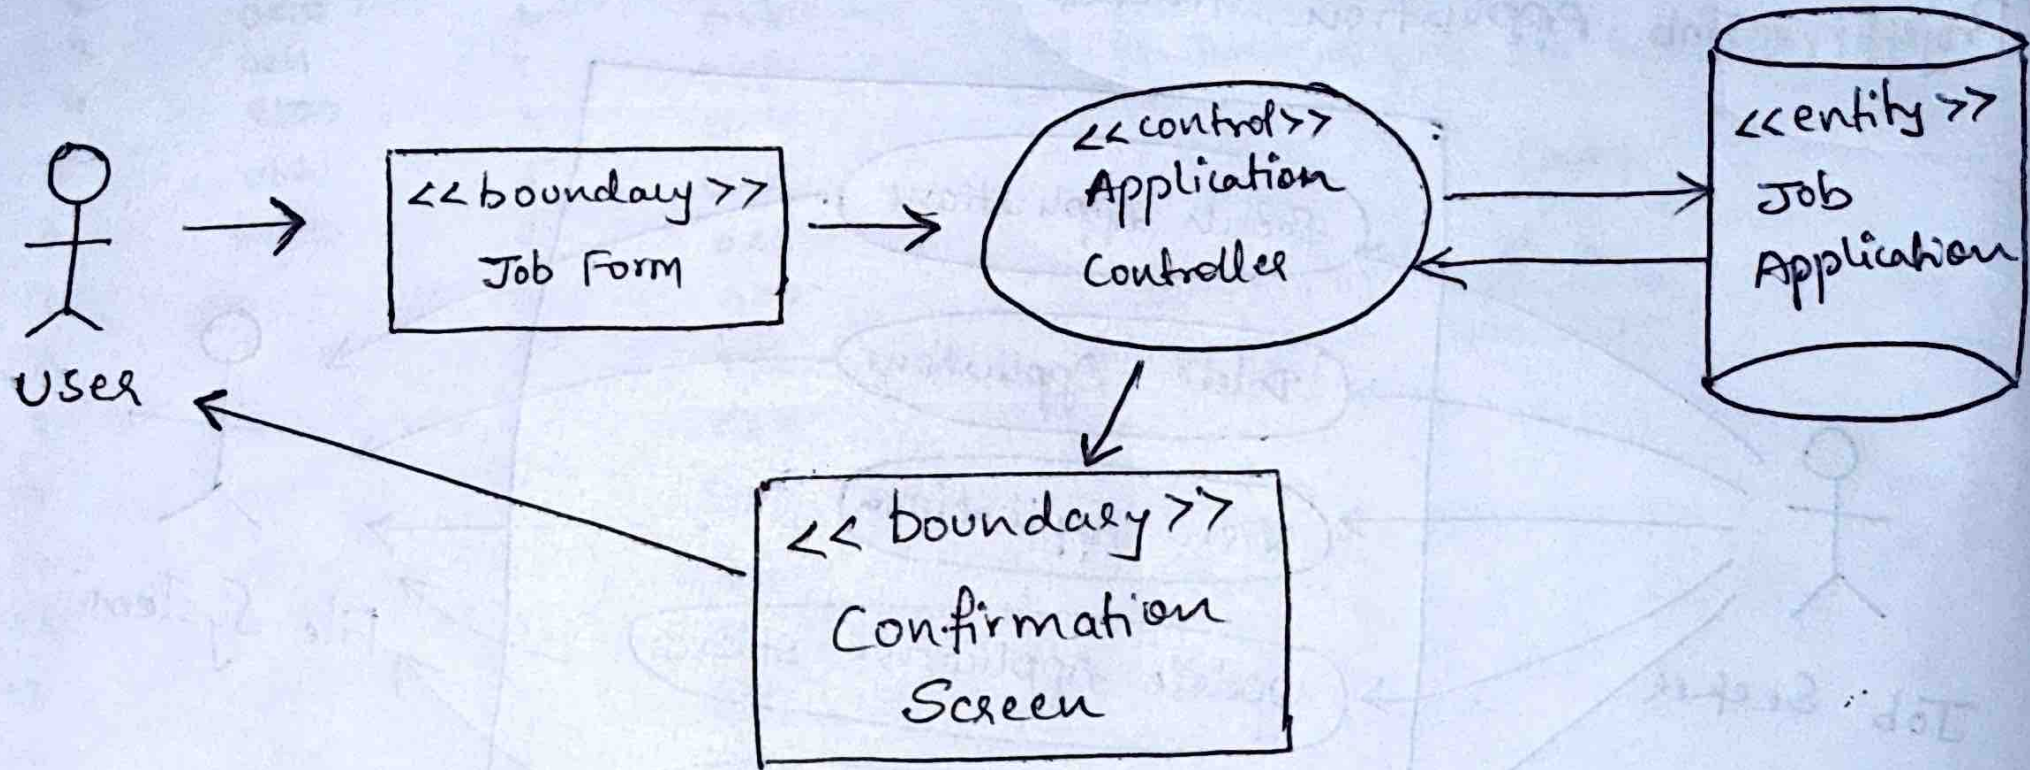 User
<<boundary>>
Job Form
<<control>>
Application
Controller
<<entity>>
Job
Application
<<boundary>>
Confirmation
Screen